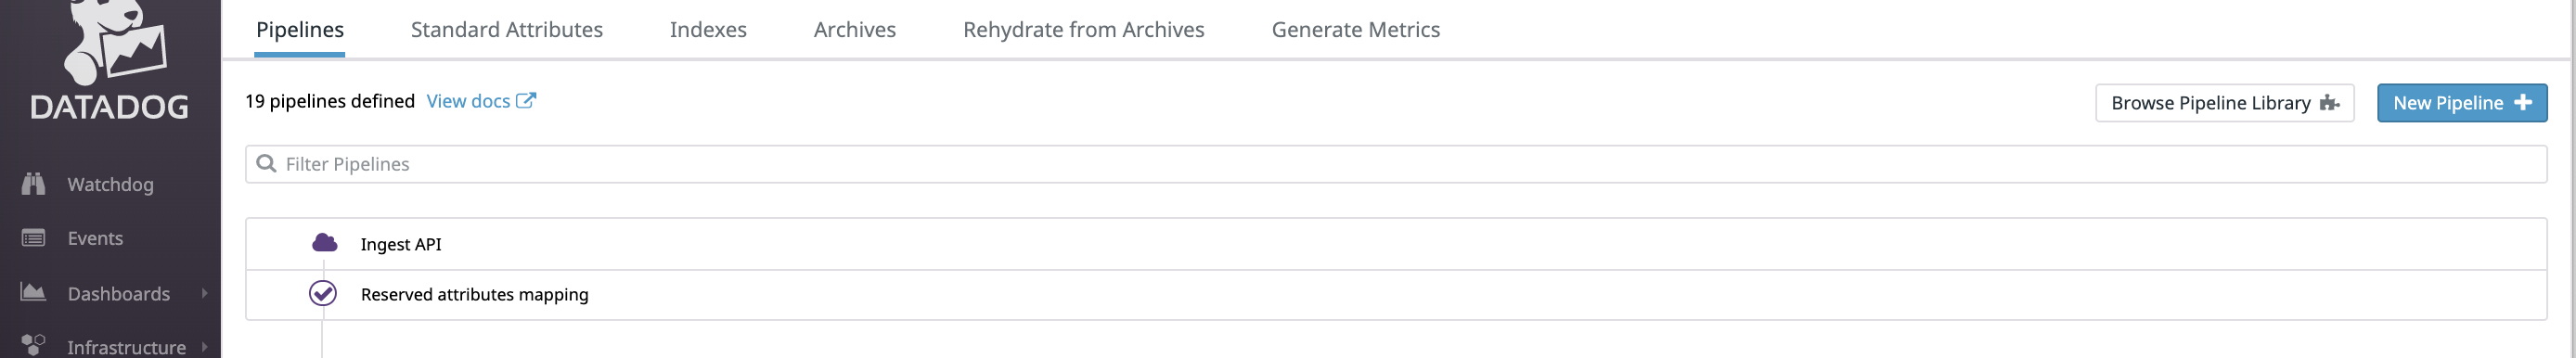 DATADOG
Watchdog
Events
Dashboards
Infrastructure
Pipelines Standard Attributes Indexes Archives Rehydrate from Archives Generate Metrics
19 pipelines defined View docs
Browse Pipeline Library New Pipeline
Filter Pipelines
Ingest API
Reserved attributes mapping